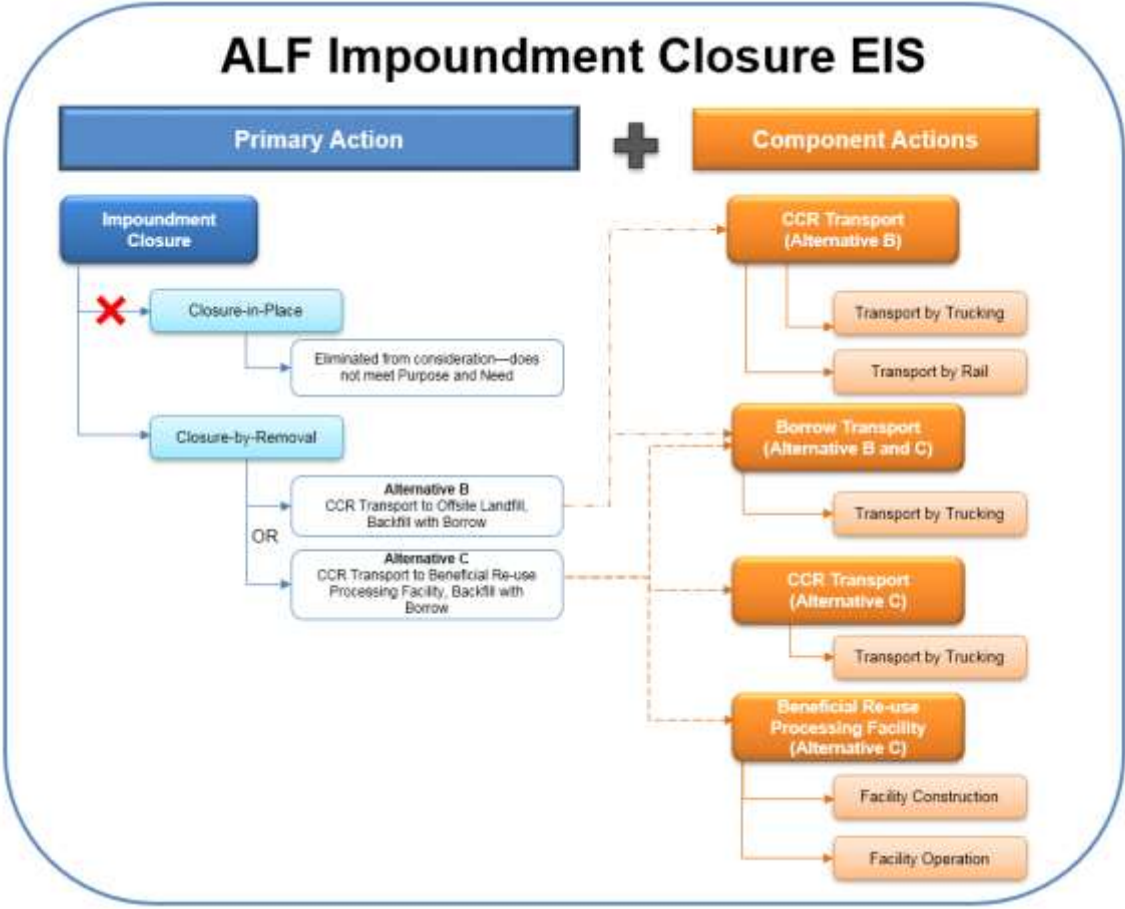 ALF Impoundment Closure EIS
Primary Action
Component Actions
Impoundment
Closure
Closure-in-Place
Eliminated from consideration—does
not meet Purpose and Need
Closure-by-Removal
Alternative B
CCR Transport to Offsite Landfill,
Backfill with Borrow
OR
Alternative C
CCR Transport to Beneficial Re-use
Processing Facility, Backfill with
Borrow
CCR Transport
(Alternative B)
Transport by Trucking
Transport by Rail
Borrow Transport
(Alternative B and C)
Transport by Trucking
CCR Transport
(Alternative C)
Transport by Trucking
Beneficial Re-use
Processing Facility
(Alternative C)
Facility Construction
Facility Operation